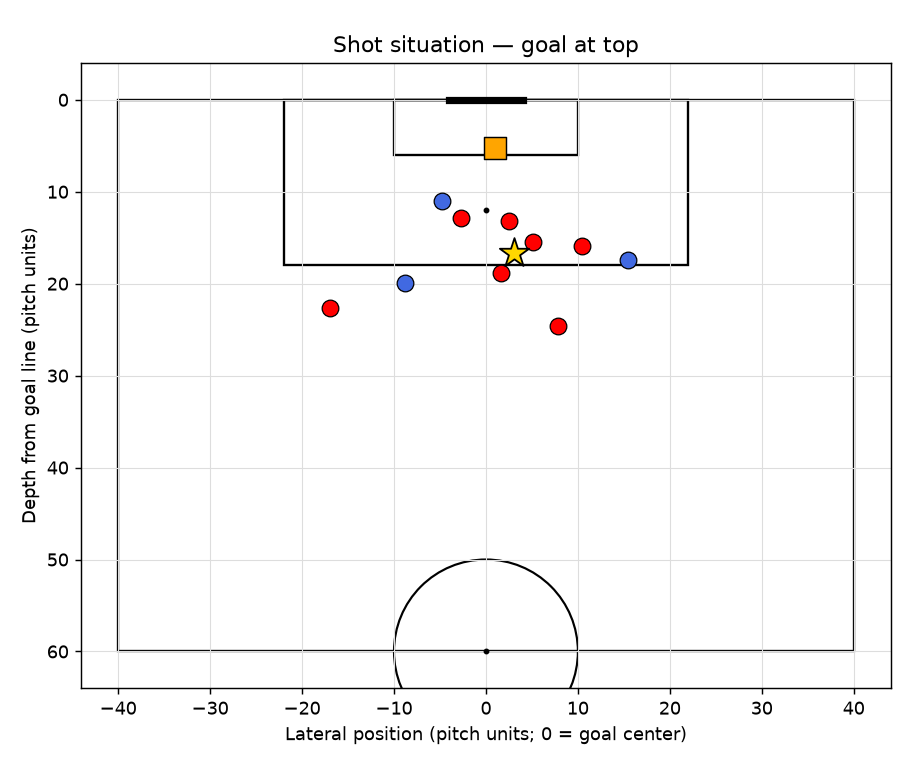 Shot situation — goal at top
Depth from goal line (pitch units)
0
10
20
30
40
50
60
−40 −30 −20 −10 0 10 20 30 40
Lateral position (pitch units; 0 = goal center)